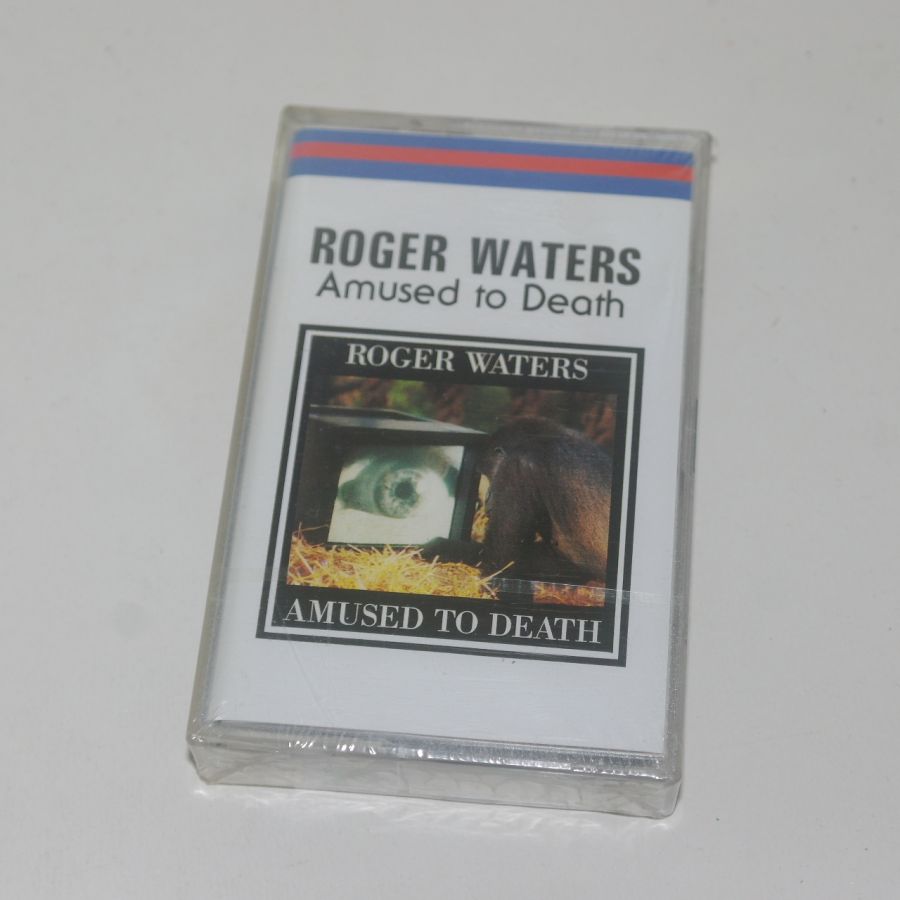 ROGER WATERS
Amused to Death
ROGER WATERS
AMUSED TO DEATH